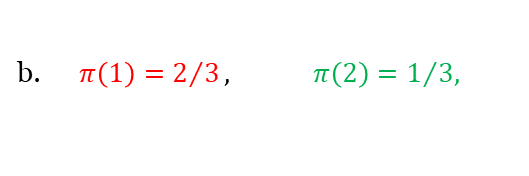 b. π(1) = 2/3, π(2) = 1/3,